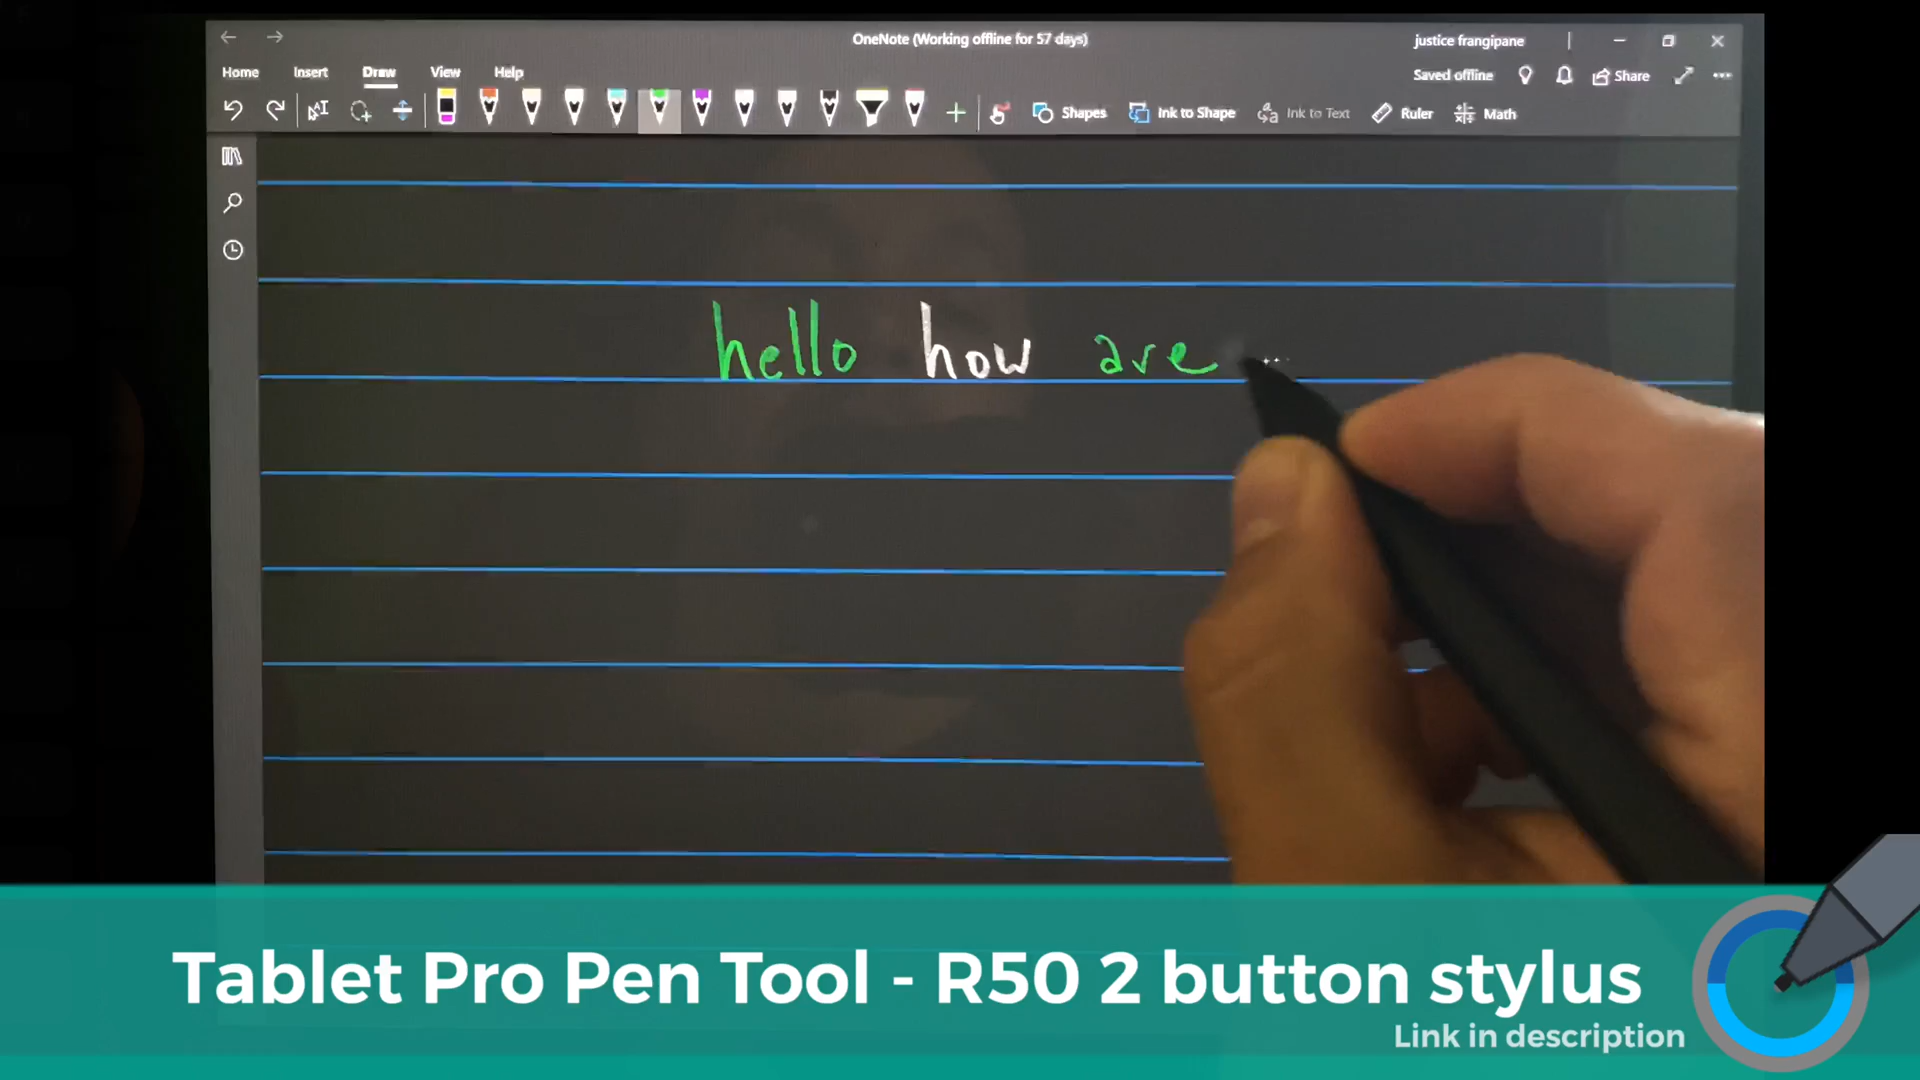 OneNote (Working offline for 57 days)
justice frangipane
Home Insert Draw View Help
Saved offline Share
Shapes Ink to Shape Ink to Text Ruler Math
hello how are
Tablet Pro Pen Tool - R50 2 button stylus
Link in description